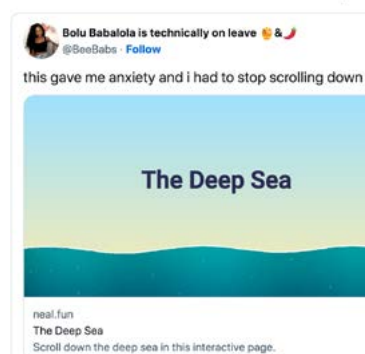 Bolu Babalola is technically on leave 🍯&🌶️
@BeeBabs · Follow
this gave me anxiety and i had to stop scrolling down
The Deep Sea
neal.fun
The Deep Sea
Scroll down the deep sea in this interactive page.